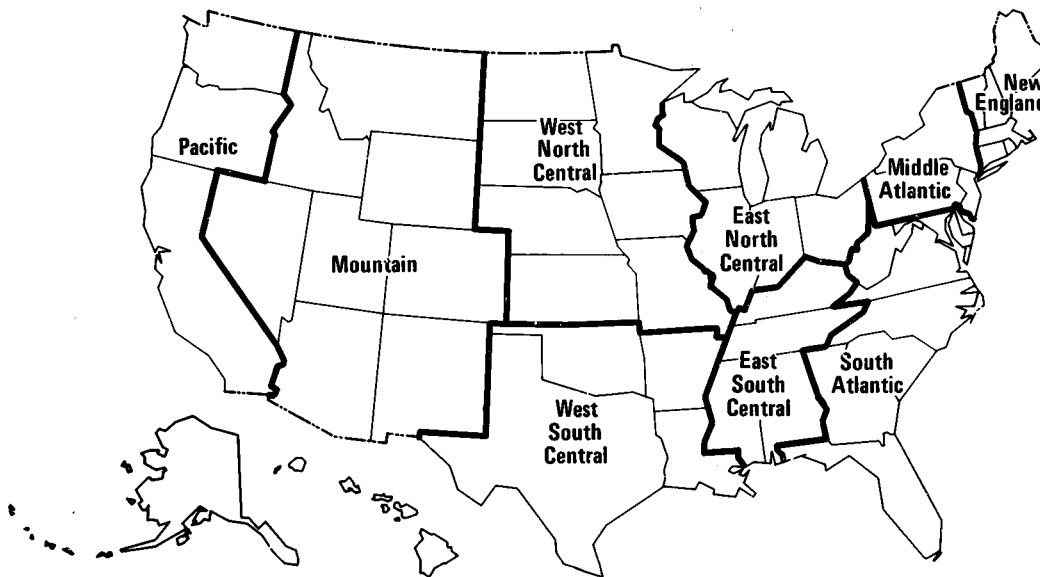 Pacific
Mountain
West
North
Central
West
South
Central
East
North
Central
East
South
Central
South
Atlantic
Middle
Atlantic
New
England